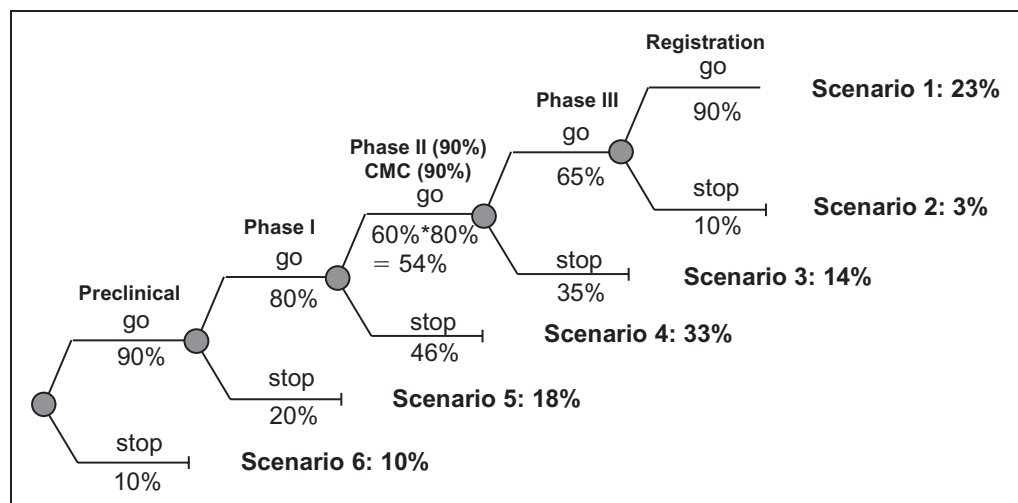 Registration
go
90%
Scenario 1: 23%
Phase III
go
65%
stop
10%
Scenario 2: 3%
Phase II (90%)
CMC (90%)
go
60%*80%
= 54%
stop
35%
Scenario 3: 14%
Phase I
go
80%
stop
46%
Scenario 4: 33%
Preclinical
go
90%
stop
20%
Scenario 5: 18%
stop
10%
Scenario 6: 10%